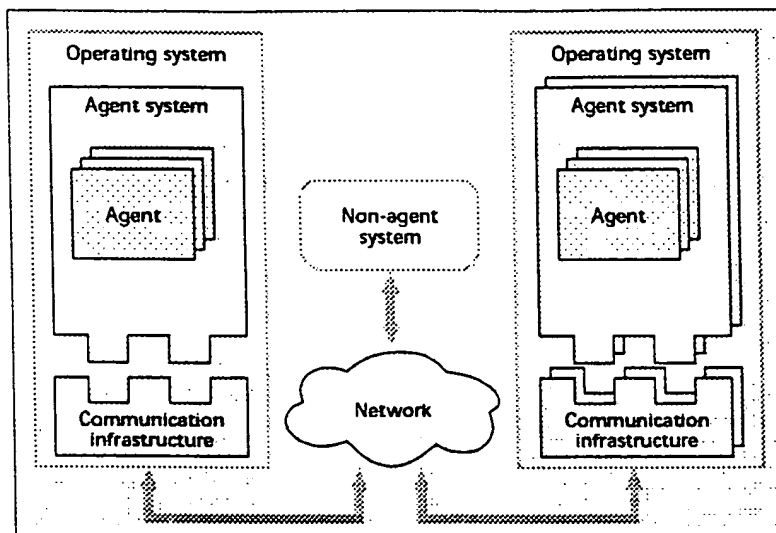 Operating system
Agent system
Agent
Communication
infrastructure
Non-agent
system
Network
Operating system
Agent system
Agent
Communication
infrastructure